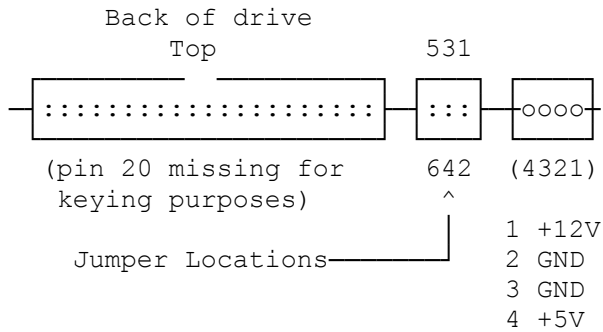 Back of drive
Top 531
::::::::::::::::::::: ::: oooo
(pin 20 missing for 642 (4321)
keying purposes) ^
1 +12V
Jumper Locations 2 GND
3 GND
4 +5V